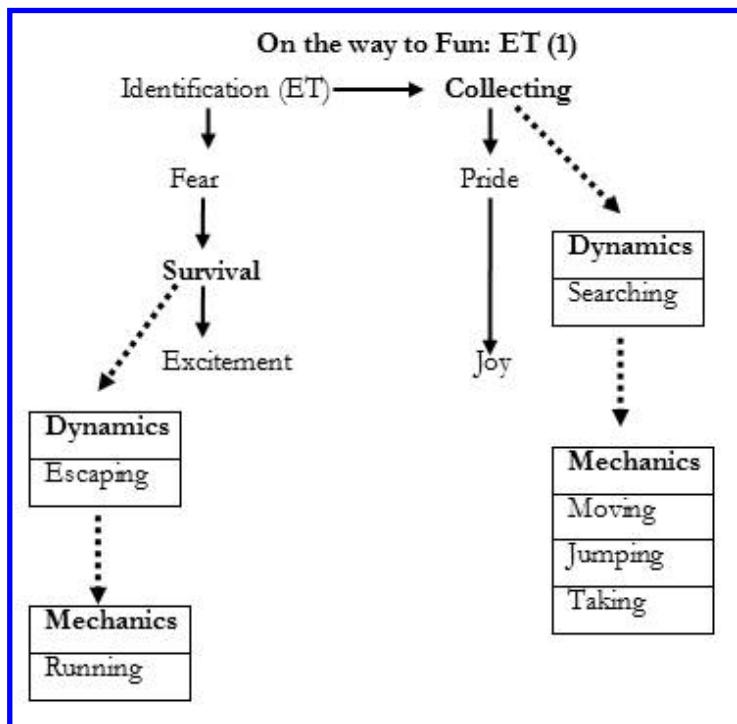 On the way to Fun: ET (1)
Identification (ET)
Collecting
Fear
Pride
Survival
Dynamics
Searching
Excitement
Joy
Dynamics
Escaping
Mechanics
Moving
Jumping
Taking
Mechanics
Running